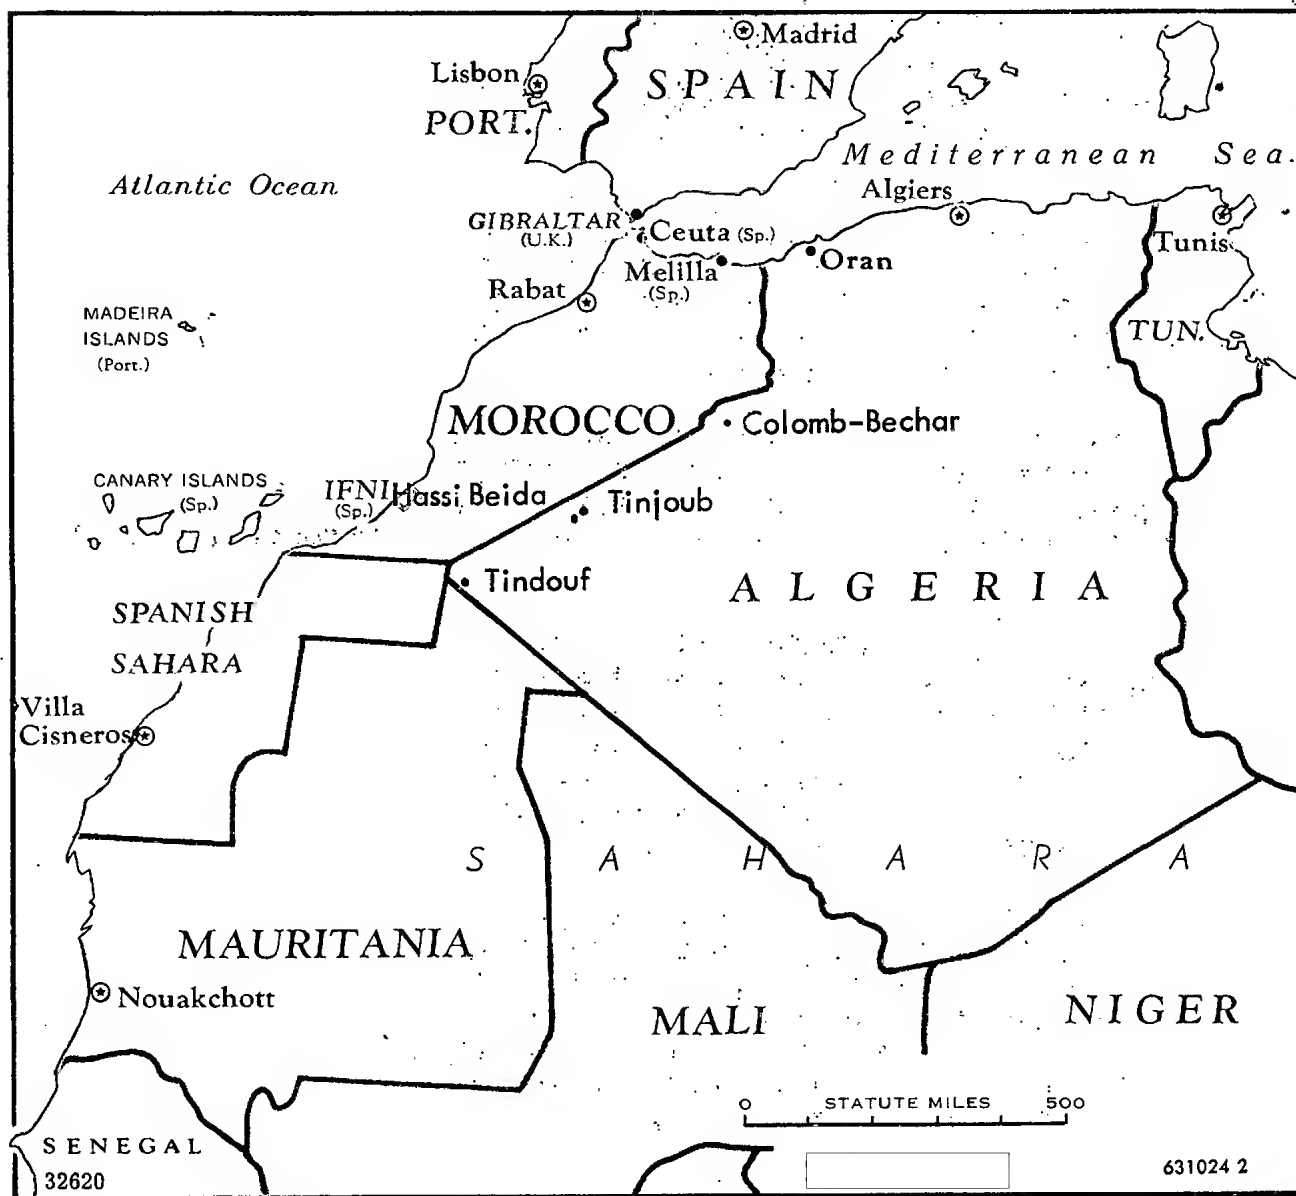 Madrid
Lisbon
SPAIN
PORT.
Mediterranean Sea
Atlantic Ocean
Algiers
GIBRALTAR
(U.K.)
Ceuta (Sp.)
Tunis
Melilla
(Sp.)
Oran
Rabat
MADEIRA
ISLANDS
(Port.)
TUN.
MOROCCO
Colomb-Bechar
CANARY ISLANDS
(Sp.)
IFNI
(Sp.)
Hassi Beida
Tinjoub
Tindouf
ALGERIA
SPANISH
SAHARA
Villa
Cisneros
SAHARA
MAURITANIA
Nouakchott
MALI
NIGER
0 STATUTE MILES 500
SENEGAL
32620
631024 2